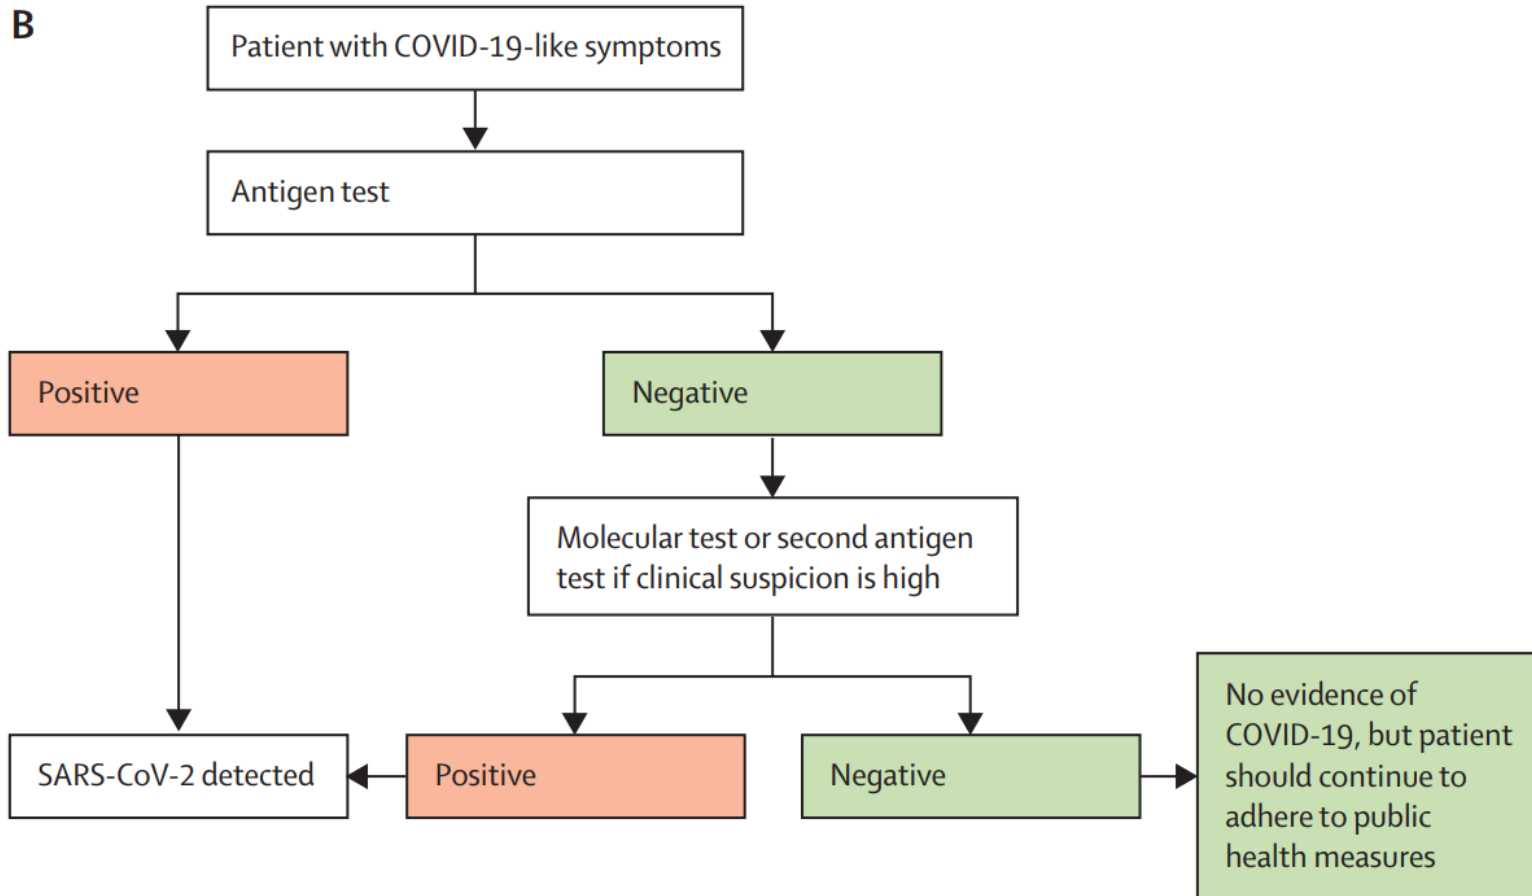 B
Patient with COVID-19-like symptoms
Antigen test
Positive
Negative
Molecular test or second antigen
test if clinical suspicion is high
SARS-CoV-2 detected
Positive
Negative
No evidence of
COVID-19, but patient
should continue to
adhere to public
health measures